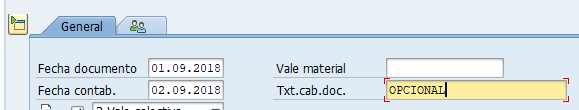 General
Fecha documento 01.09.2018 Vale material
Fecha contab. 02.09.2018 Txt.cab.doc. OPCIONAL